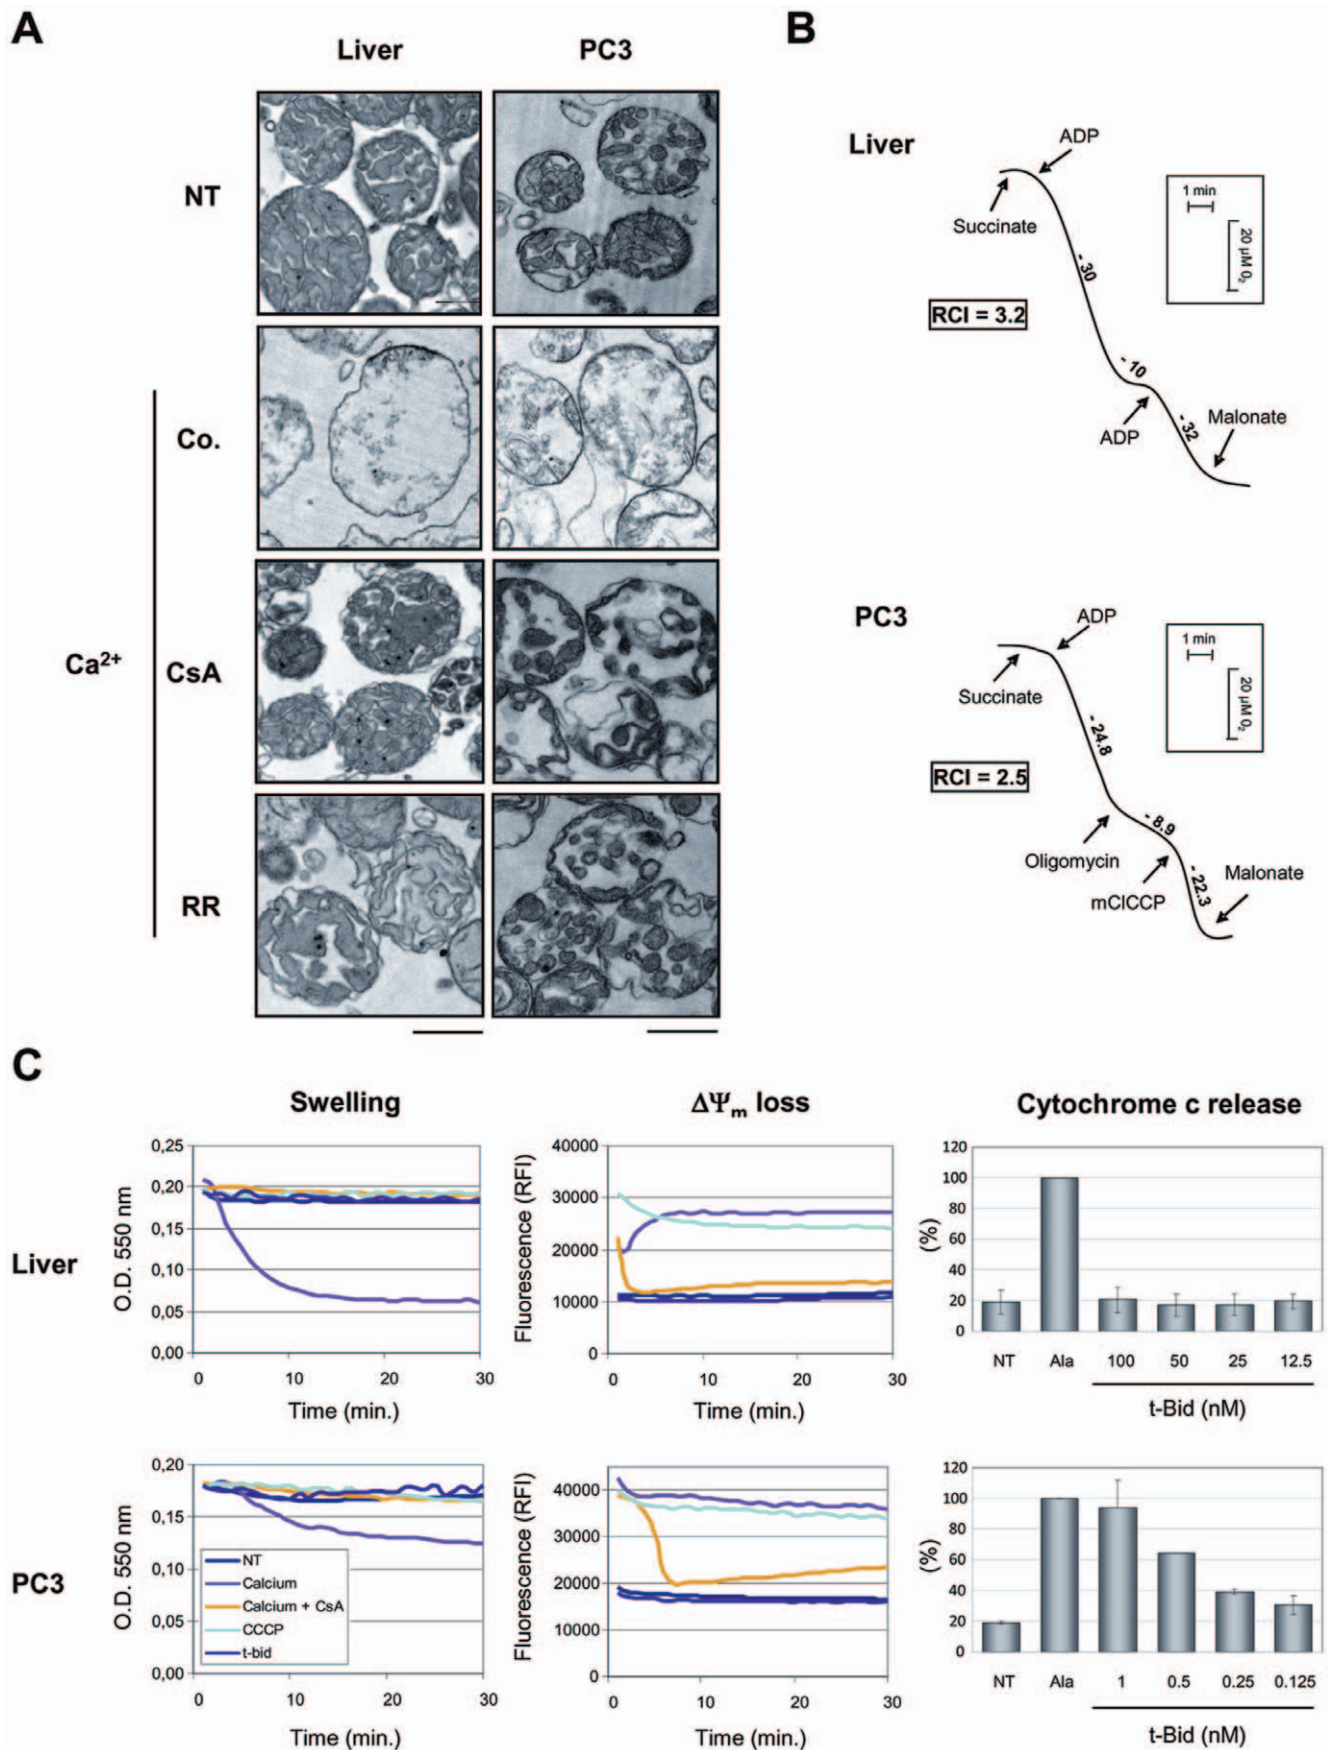 A
Liver
PC3
NT
Co.
CsA
RR
Ca2+
B
Liver
Succinate
ADP
- 30
RCI = 3.2
- 10
ADP
- 32
Malonate
1 min
20 µM 02
PC3
Succinate
ADP
- 24.8
RCI = 2.5
Oligomycin
- 8.9
mClCCP
- 22.3
Malonate
1 min
20 µM 02
C
Swelling
ΔΨm loss
Cytochrome c release
Liver
O.D. 550 nm
0,25
0,20
0,15
0,10
0,05
0,00
0 10 20 30
Time (min.)
Fluorescence (RFI)
40000
30000
20000
10000
0
0 10 20 30
Time (min.)
(%)
120
100
80
60
40
20
0
NT Ala 100 50 25 12.5
t-Bid (nM)
PC3
O.D. 550 nm
0,20
0,15
0,10
0,05
0,00
NT
Calcium
Calcium + CsA
CCCP
t-bid
0 10 20 30
Time (min.)
Fluorescence (RFI)
40000
30000
20000
10000
0
0 10 20 30
Time (min.)
(%)
120
100
80
60
40
20
0
NT Ala 1 0.5 0.25 0.125
t-Bid (nM)